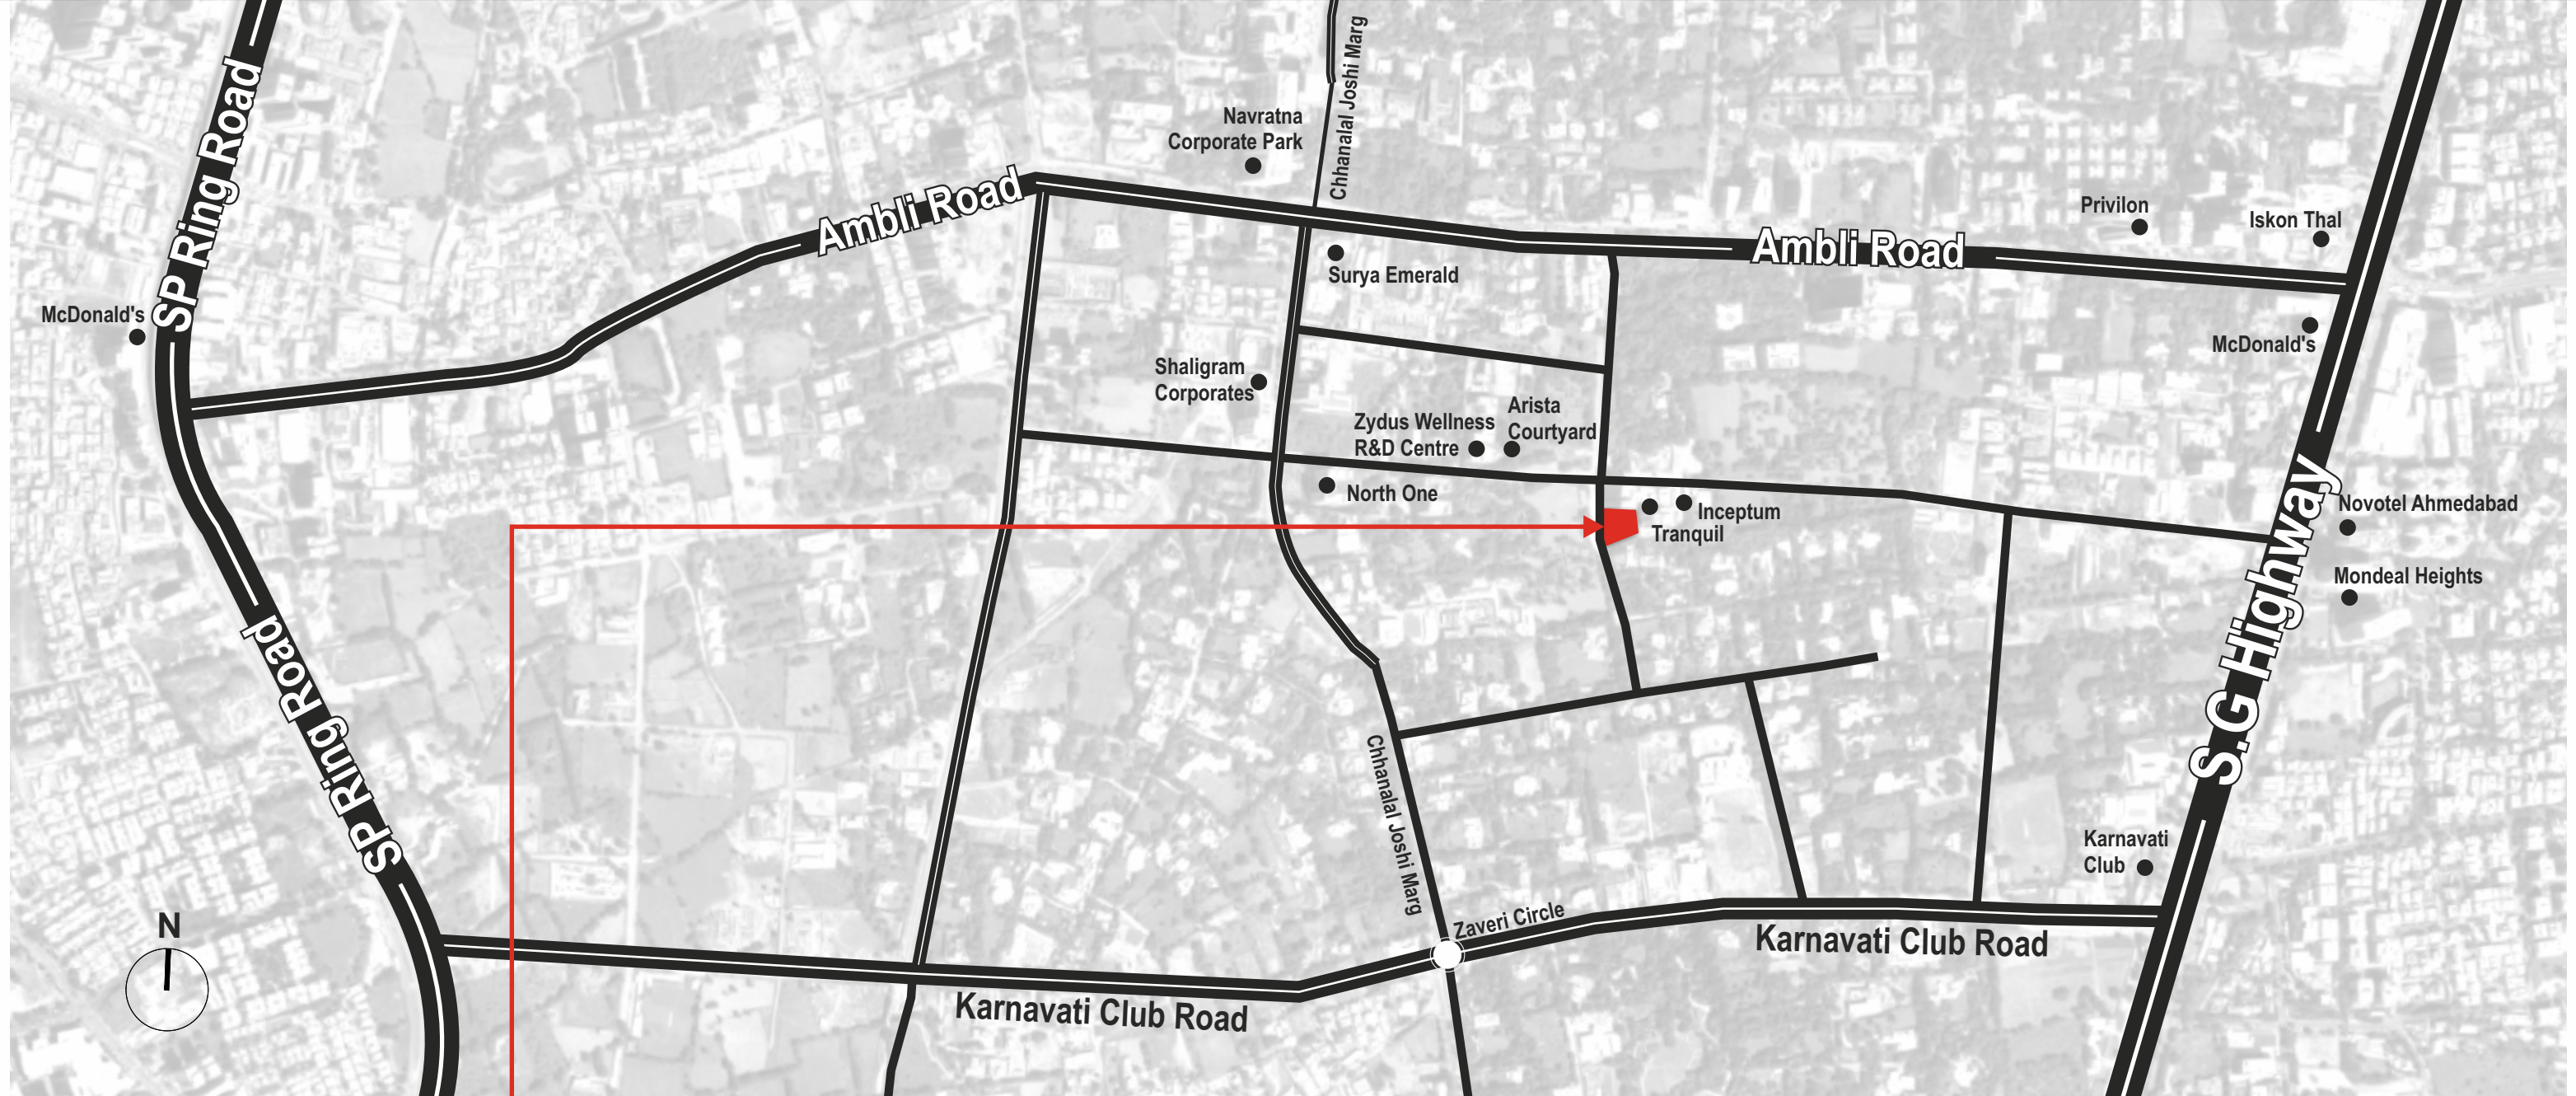 Chhanalal Joshi Marg
SP Ring Road
Navratna
Corporate Park
Ambli Road
Ambli Road
Privilon
Iskon Thal
Surya Emerald
McDonald's
McDonald's
Shaligram
Corporates
Arista
Courtyard
Zydus Wellness
R&D Centre
North One
Inceptum
Tranquil
Novotel Ahmedabad
Mondeal Heights
S.G Highway
SP Ring Road
Chhanalal Joshi Marg
Karnavati
Club
Zaveri Circle
N
Karnavati Club Road
Karnavati Club Road